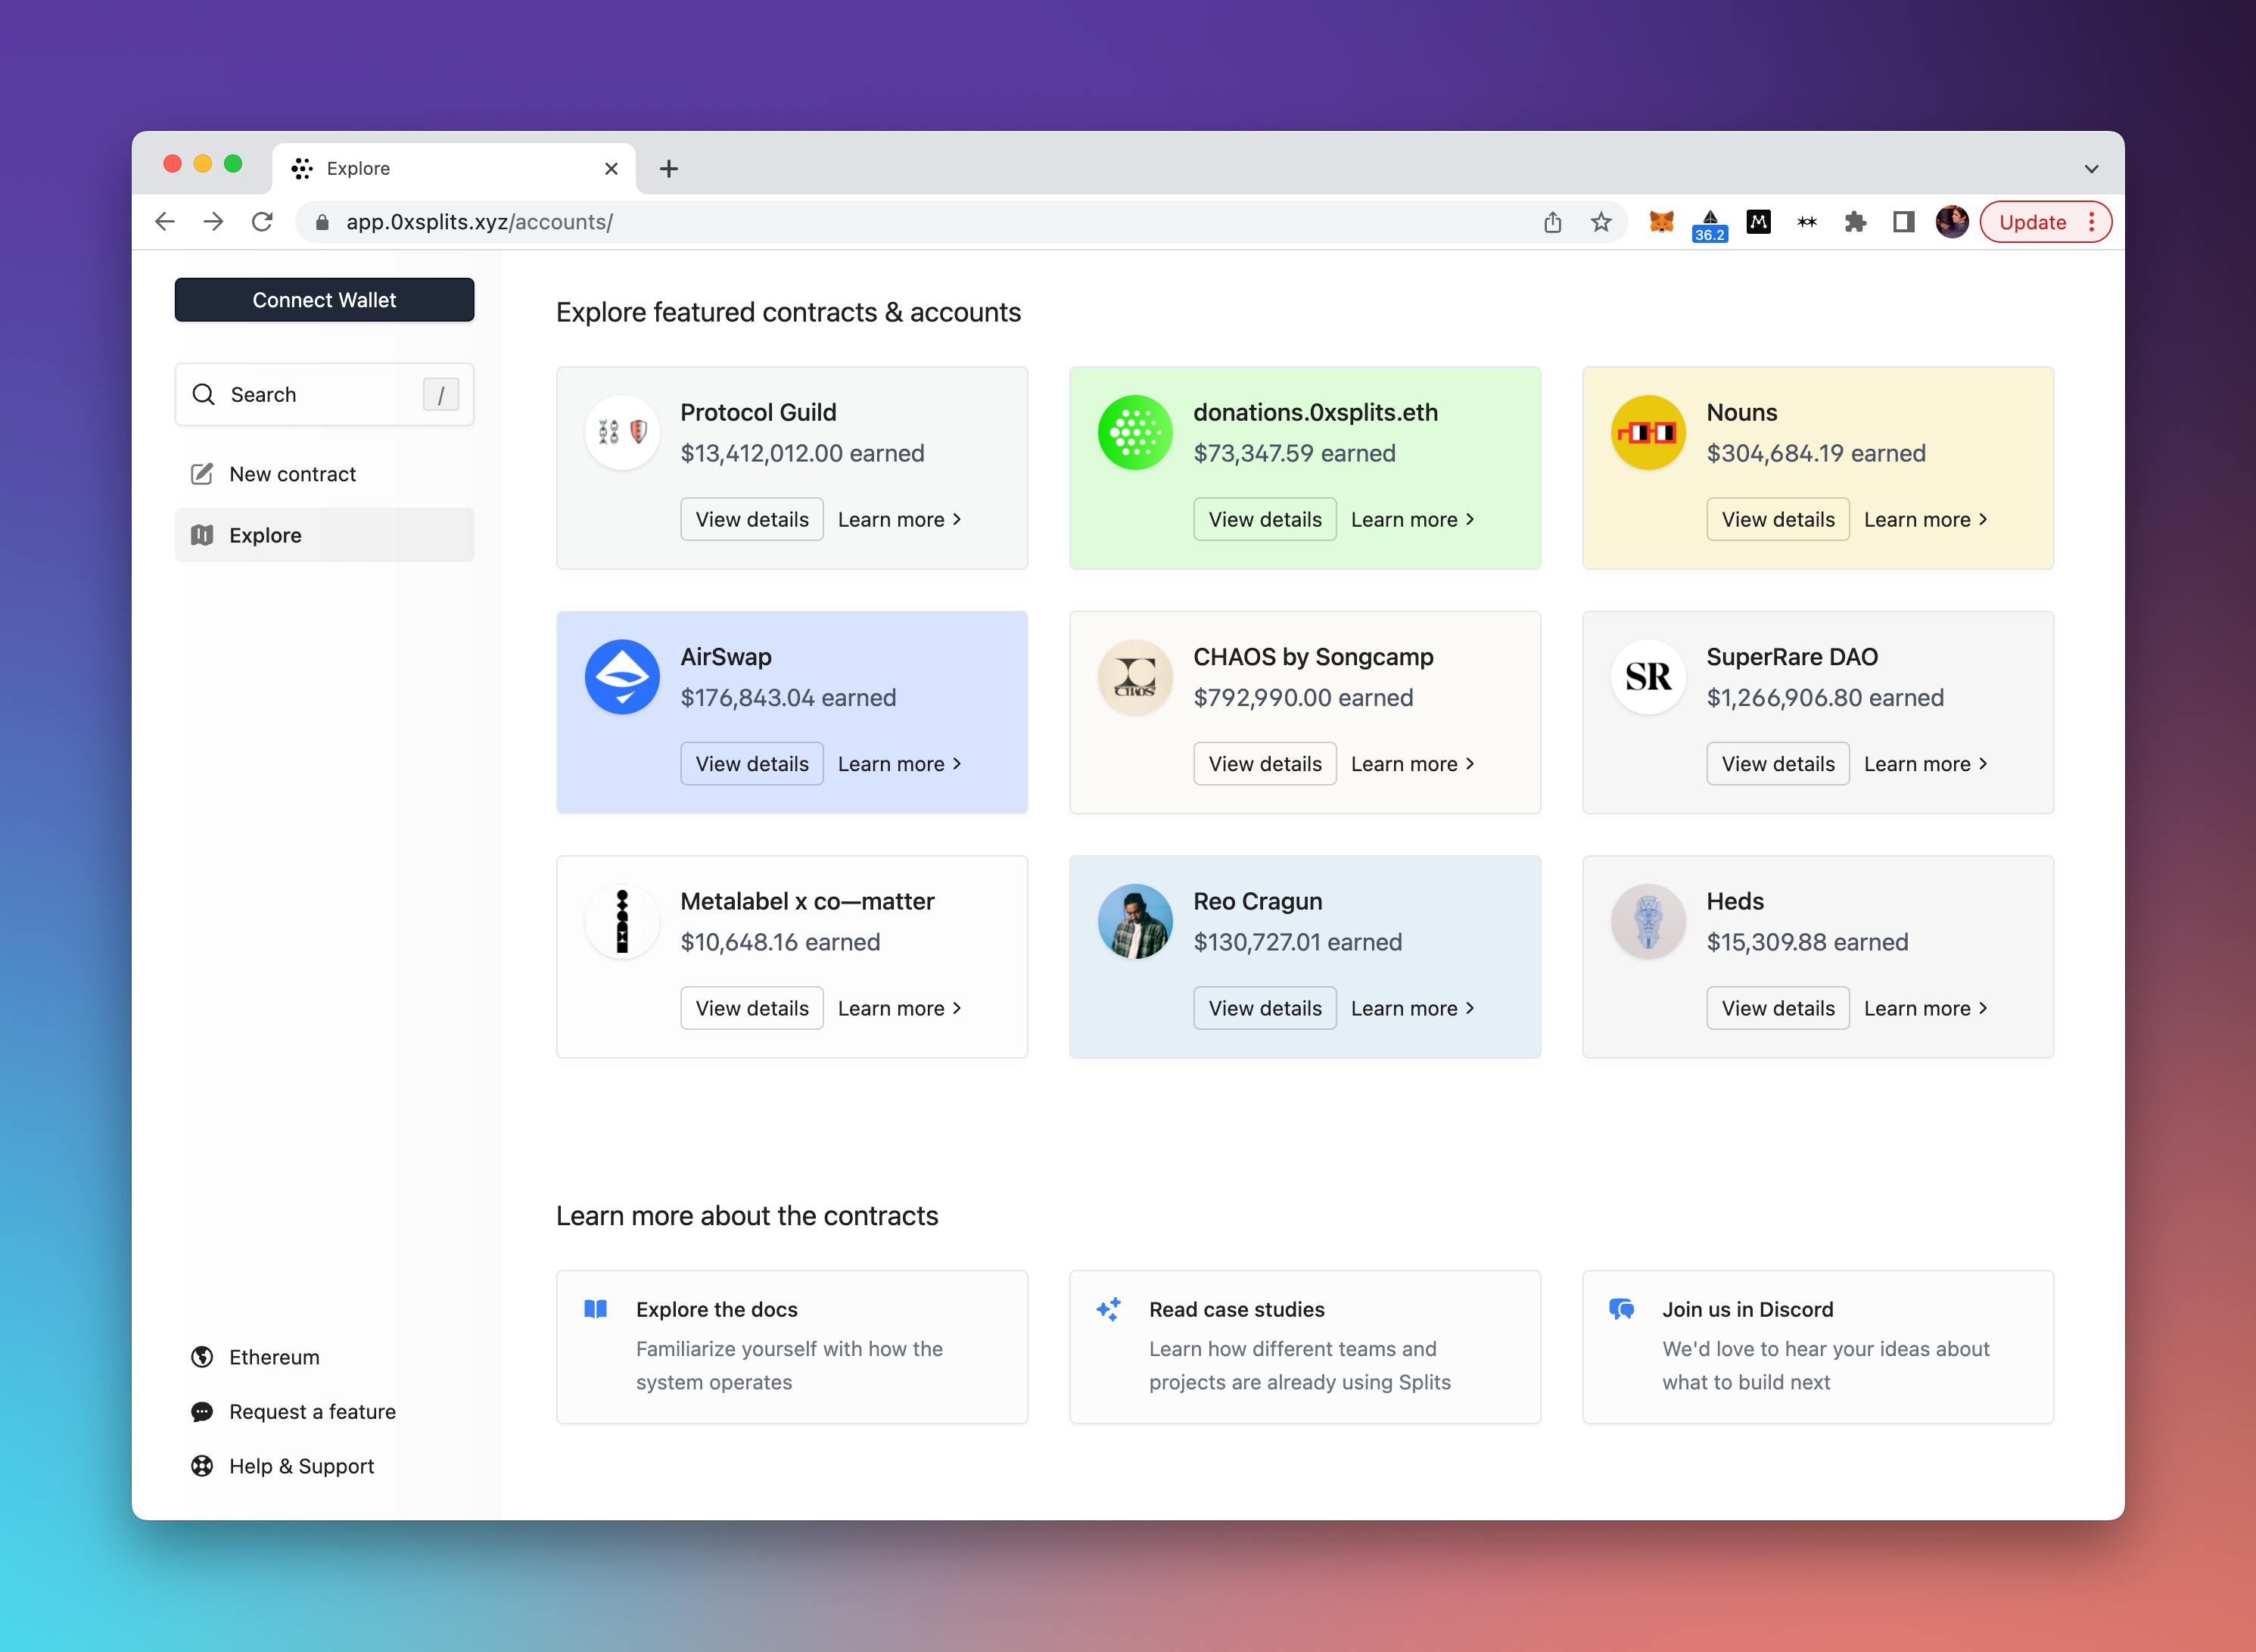 Explore
app.0xsplits.xyz/accounts/
36.2
Update
Connect Wallet
Search
/
New contract
Explore
Ethereum
Request a feature
Help & Support
Explore featured contracts & accounts
Protocol Guild
$13,412,012.00 earned
View details
Learn more
donations.0xsplits.eth
$73,347.59 earned
View details
Learn more
Nouns
$304,684.19 earned
View details
Learn more
AirSwap
$176,843.04 earned
View details
Learn more
CHAOS
CHAOS by Songcamp
$792,990.00 earned
View details
Learn more
SR
SuperRare DAO
$1,266,906.80 earned
View details
Learn more
Metalabel x co—matter
$10,648.16 earned
View details
Learn more
Reo Cragun
$130,727.01 earned
View details
Learn more
Heds
$15,309.88 earned
View details
Learn more
Learn more about the contracts
Explore the docs
Familiarize yourself with how the
system operates
Read case studies
Learn how different teams and
projects are already using Splits
Join us in Discord
We'd love to hear your ideas about
what to build next